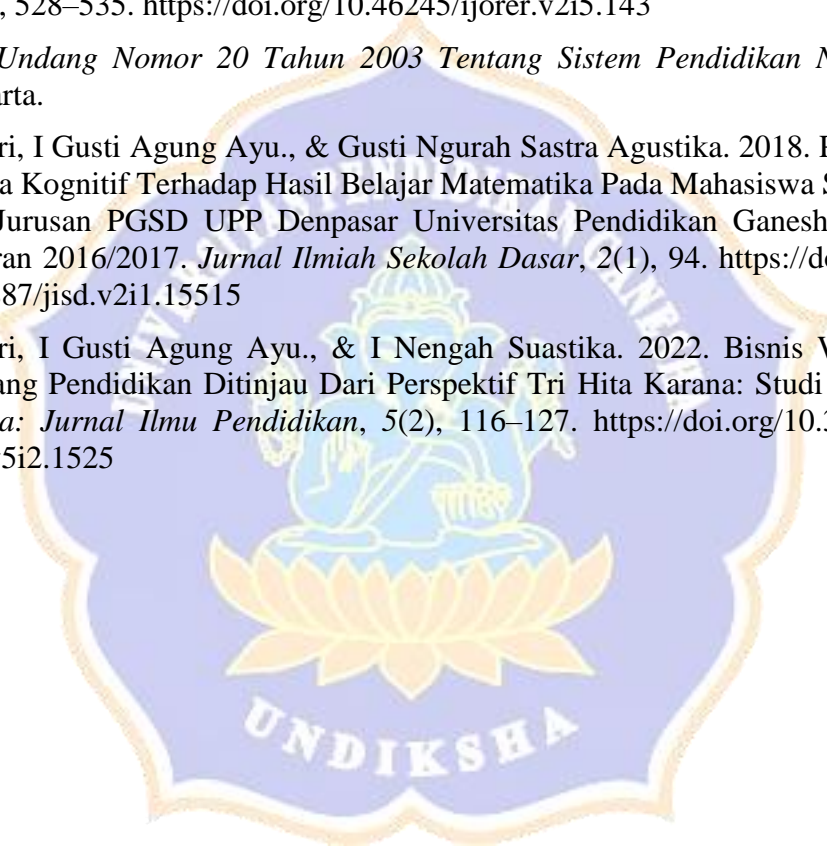 , 528–535. https://doi.org/10.46245/ijorer.v2i5.143
Undang Nomor 20 Tahun 2003 Tentang Sistem Pendidikan N
rta.
ri, I Gusti Agung Ayu., & Gusti Ngurah Sastra Agustika. 2018.
a Kognitif Terhadap Hasil Belajar Matematika Pada Mahasiswa S
Jurusan PGSD UPP Denpasar Universitas Pendidikan Ganesh
ran 2016/2017. Jurnal Ilmiah Sekolah Dasar, 2(1), 94. https://do
87/jisd.v2i1.15515
ri, I Gusti Agung Ayu., & I Nengah Suastika. 2022. Bisnis
ang Pendidikan Ditinjau Dari Perspektif Tri Hita Karana: Studi
a: Jurnal Ilmu Pendidikan, 5(2), 116–127. https://doi.org/10.3
5i2.1525
UNIVERSITAS PENDIDIKAN GANESHA
UNDIKSHA